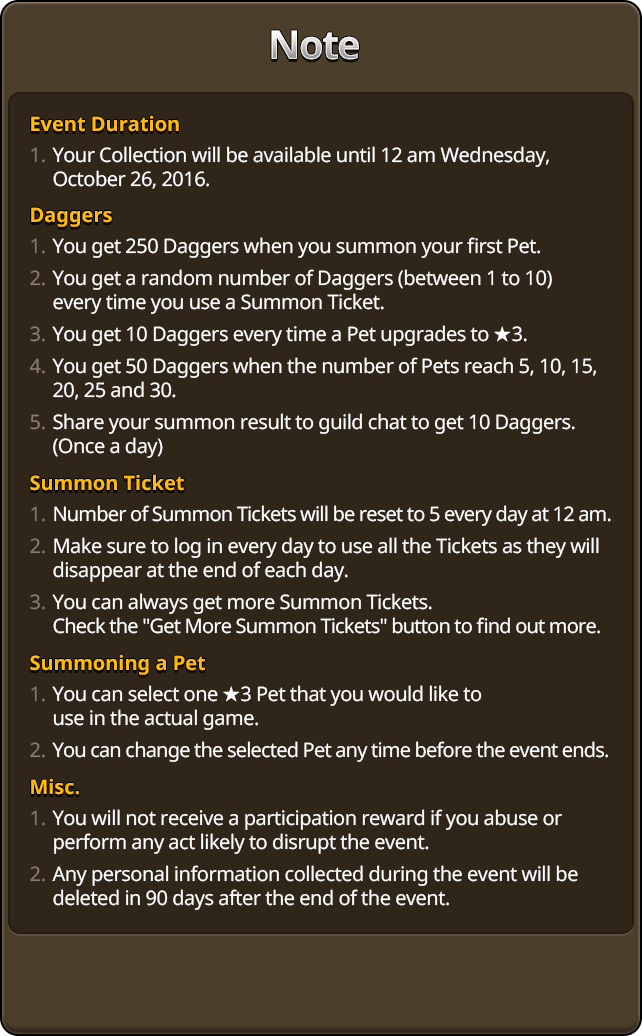 Note
Event Duration
1. Your Collection will be available until 12 am Wednesday,
October 26, 2016.
Daggers
1. You get 250 Daggers when you summon your first Pet.
2. You get a random number of Daggers (between 1 to 10)
every time you use a Summon Ticket.
3. You get 10 Daggers every time a Pet upgrades to ★3.
4. You get 50 Daggers when the number of Pets reach 5, 10, 15,
20, 25 and 30.
5. Share your summon result to guild chat to get 10 Daggers.
(Once a day)
Summon Ticket
1. Number of Summon Tickets will be reset to 5 every day at 12 am.
2. Make sure to log in every day to use all the Tickets as they will
disappear at the end of each day.
3. You can always get more Summon Tickets.
Check the "Get More Summon Tickets" button to find out more.
Summoning a Pet
1. You can select one ★3 Pet that you would like to
use in the actual game.
2. You can change the selected Pet any time before the event ends.
Misc.
1. You will not receive a participation reward if you abuse or
perform any act likely to disrupt the event.
2. Any personal information collected during the event will be
deleted in 90 days after the end of the event.